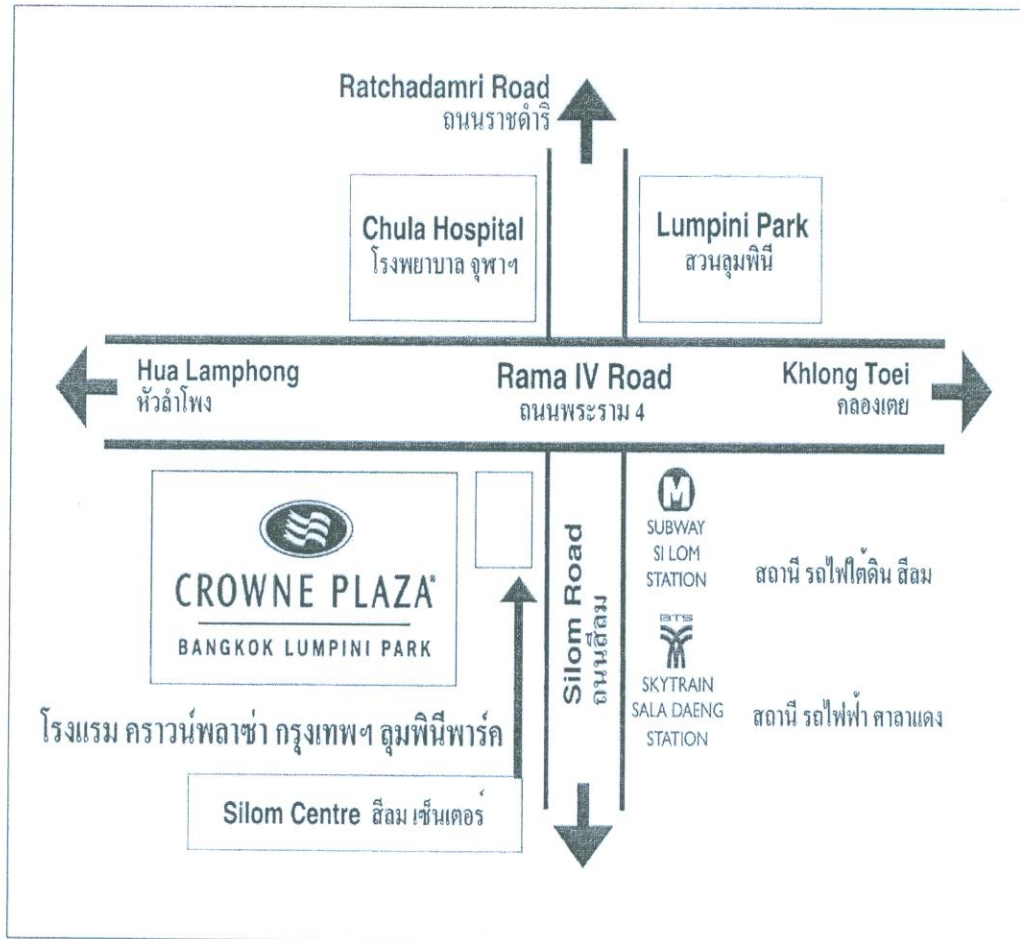 Ratchadamri Road
ถนนราชดำริ
Chula Hospital
โรงพยาบาล จุฬาฯ
Lumpini Park
สวนลุมพินี
Hua Lamphong
หัวลำโพง
Rama IV Road
ถนนพระราม 4
Khlong Toei
คลองเตย
CROWNE PLAZA®
BANGKOK LUMPINI PARK
โรงแรม คราวน์พลาซ่า กรุงเทพฯ ลุมพินีพาร์ค
Silom Centre สีลม เซ็นเตอร์
Silom Road
ถนนสีลม
M
SUBWAY
SI LOM
STATION
สถานี รถไฟใต้ดิน สีลม
BTS
SKYTRAIN
SALA DAENG
STATION
สถานี รถไฟฟ้า ศาลาแดง